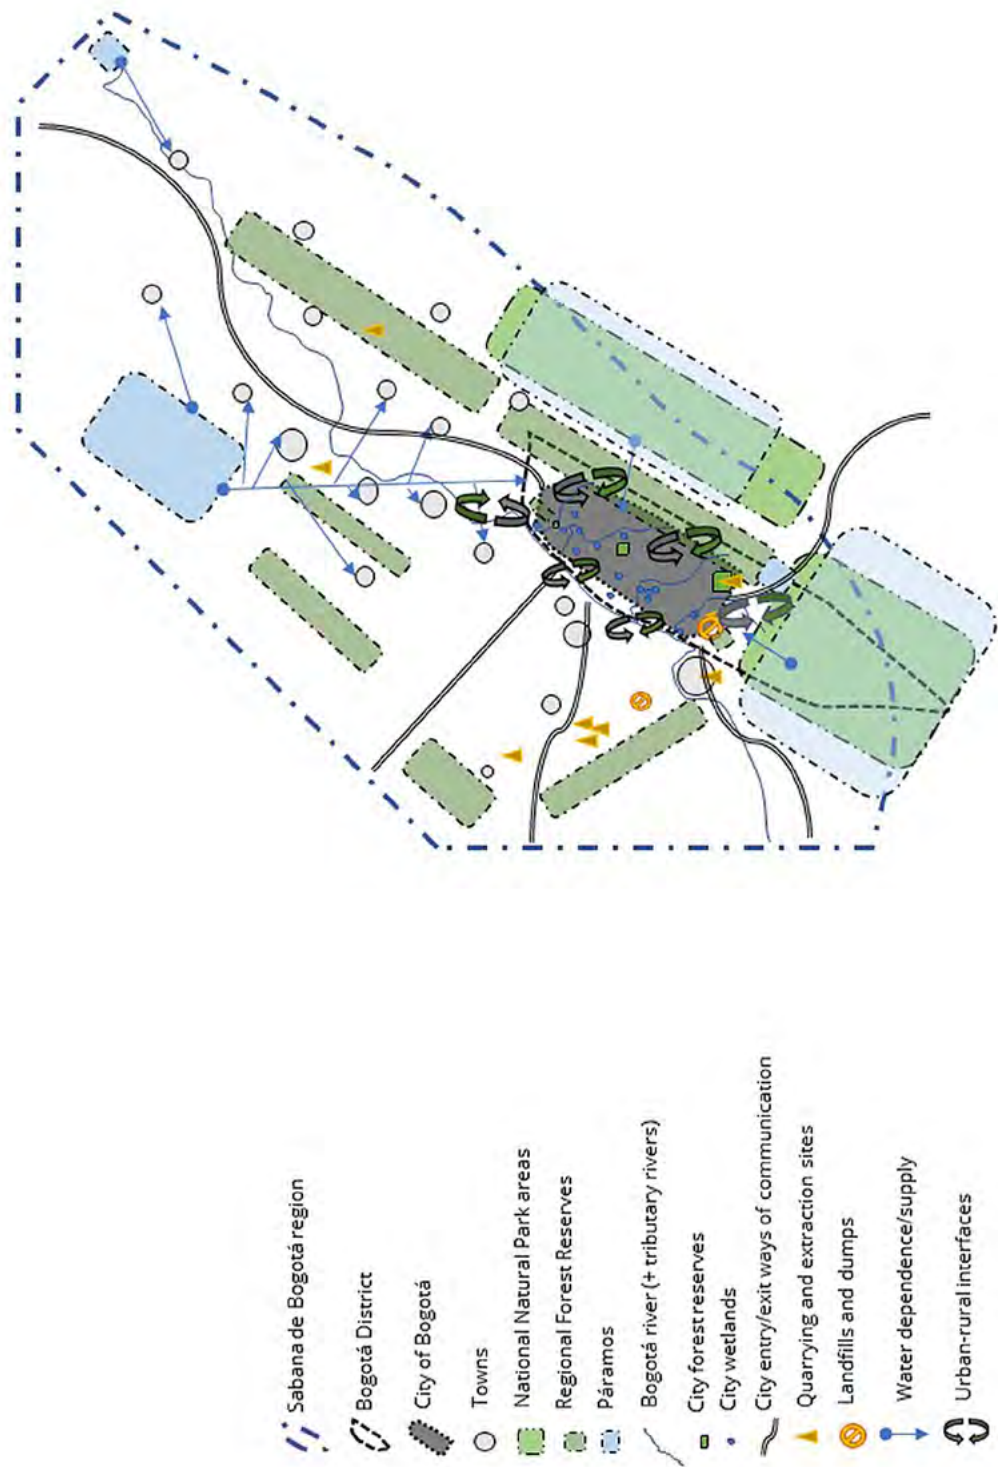 Sabana de Bogotá region
Bogotá District
City of Bogotá
Towns
National Natural Park areas
Regional Forest Reserves
Páramos
Bogotá river (+ tributary rivers)
City forest reserves
City wetlands
City entry/exit ways of communication
Quarrying and extraction sites
Landfills and dumps
Water dependence/supply
Urban-rural interfaces